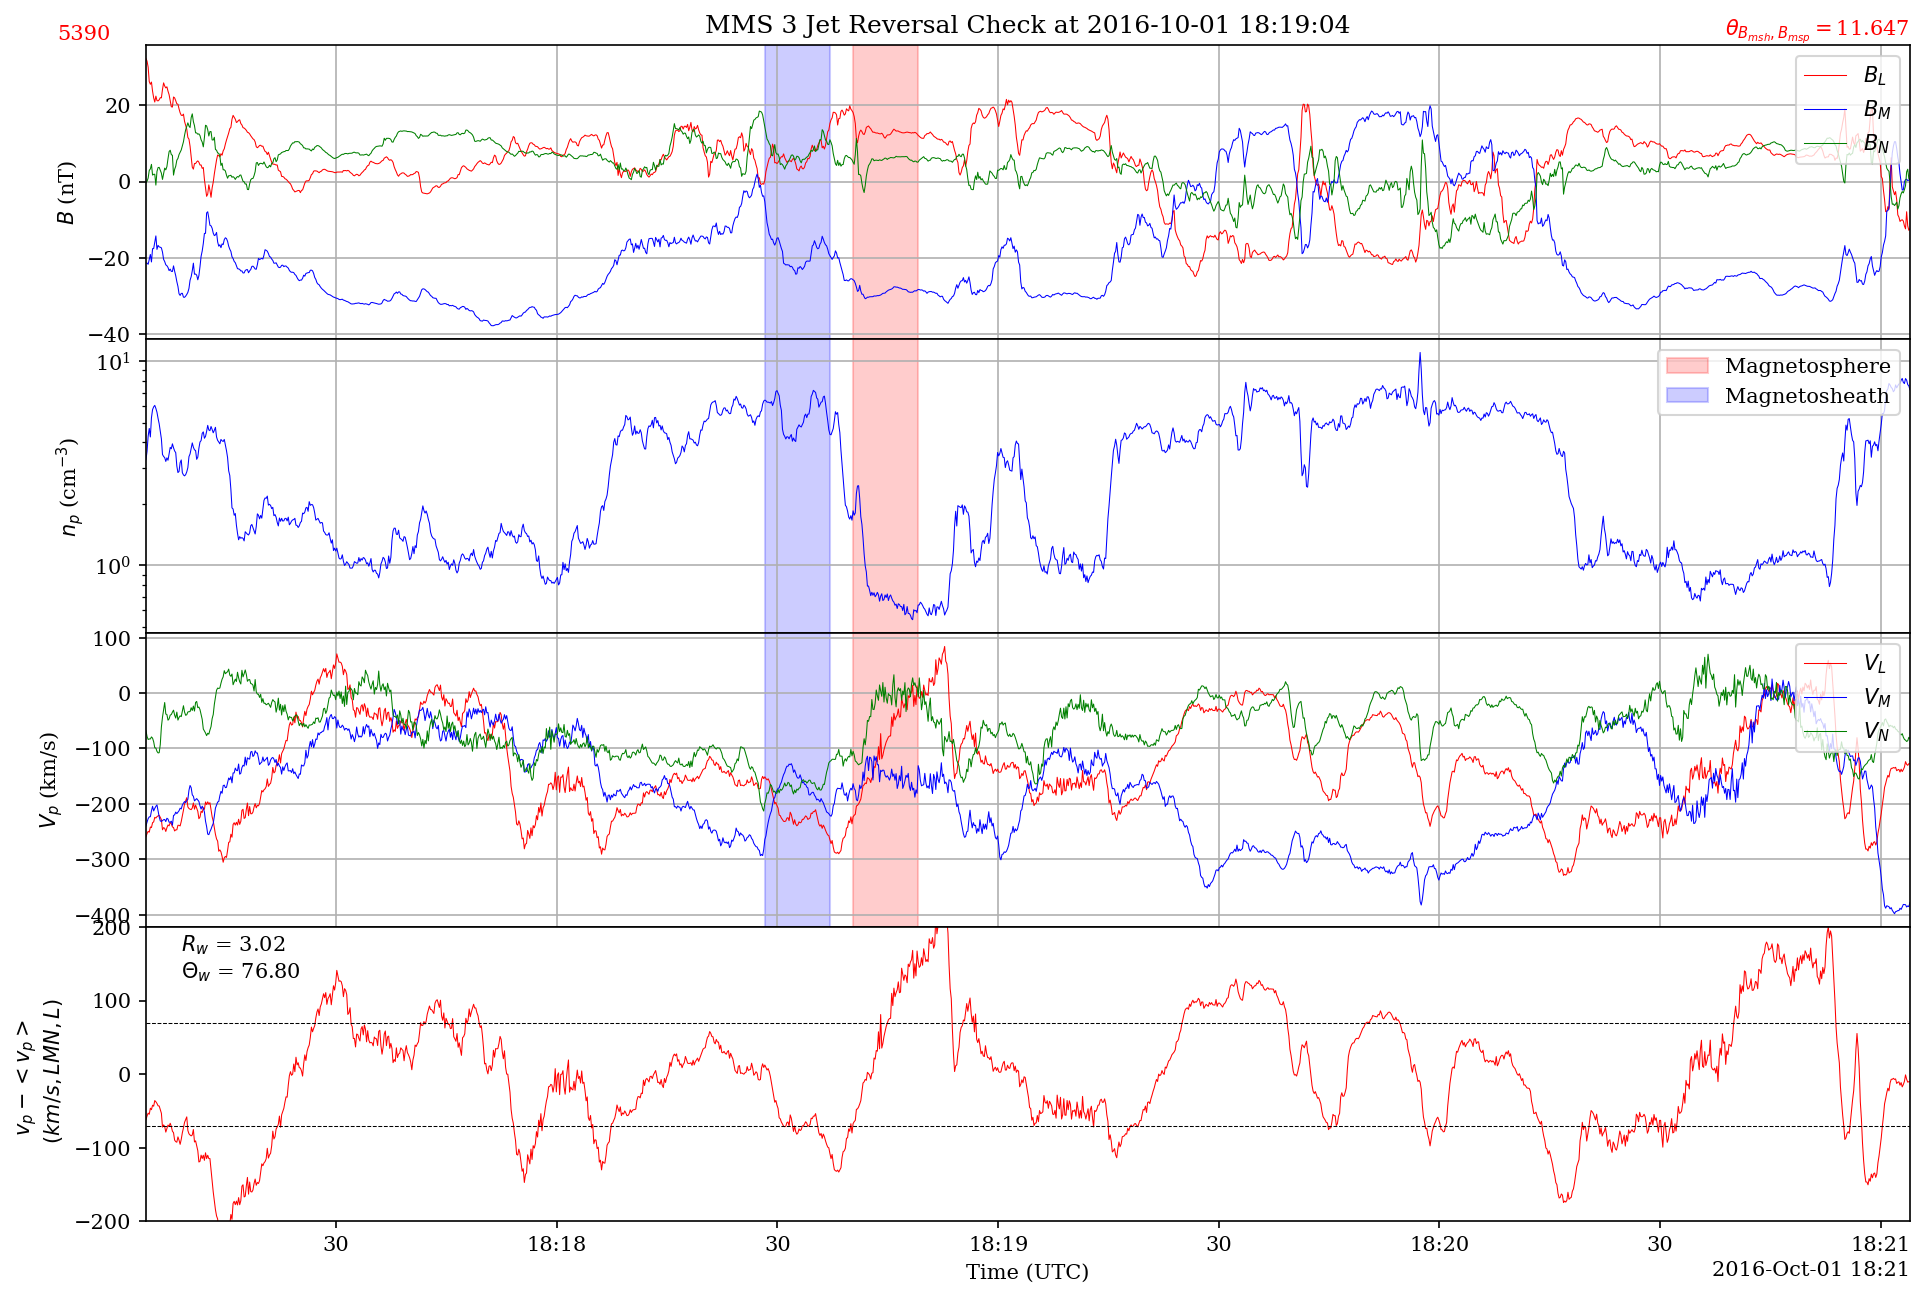 5390
MMS 3 Jet Reversal Check at 2016-10-01 18:19:04
θ_{B_{msh}, B_{msp}} = 11.647
B (nT)
20
0
−20
−40
B_L
B_M
B_N
n_p (cm^{−3})
10^1
10^0
Magnetosphere
Magnetosheath
V_p (km/s)
100
0
−100
−200
−300
−400
V_L
V_M
V_N
v_p − < v_p >
(km/s, LMN, L)
200
100
0
−100
−200
R_w = 3.02
Θ_w = 76.80
30
18:18
30
18:19
30
18:20
30
18:21
Time (UTC)
2016-Oct-01 18:21